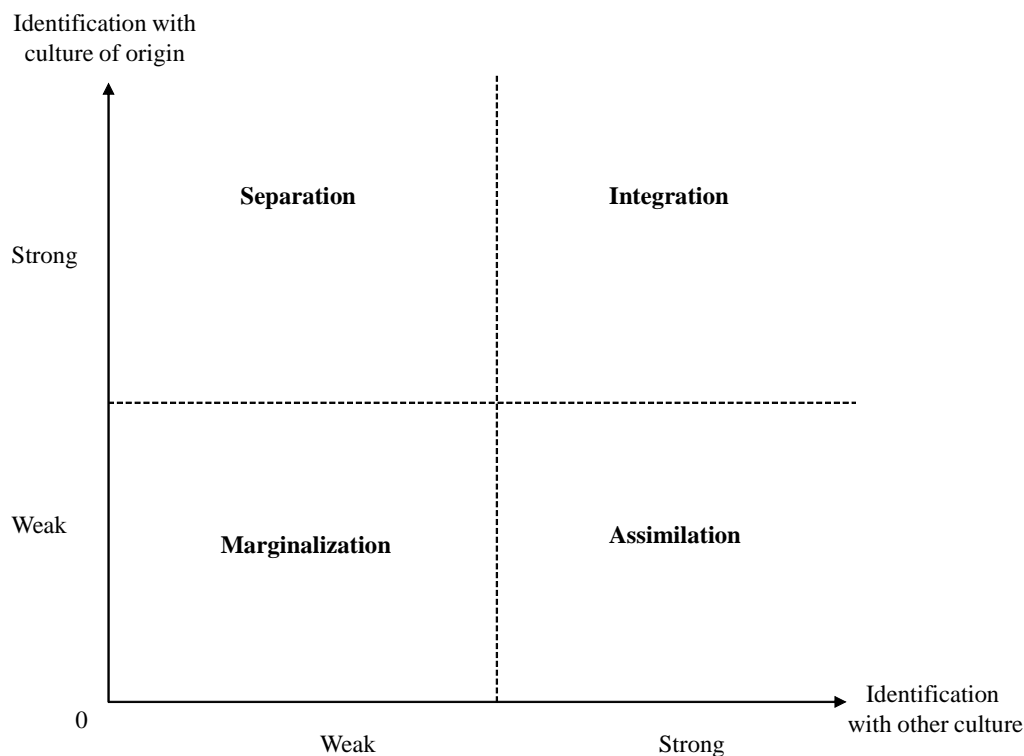 Identification with
culture of origin
Separation
Integration
Strong
Weak
Marginalization
Assimilation
0
Identification
with other culture
Weak
Strong